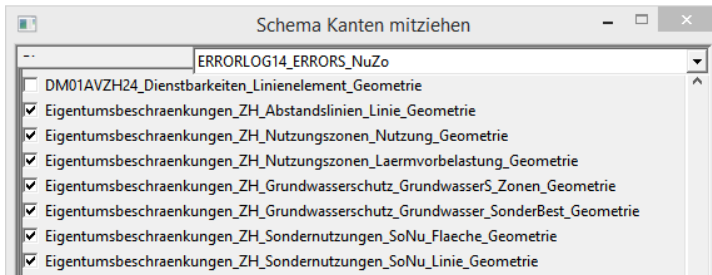 Schema Kanten mitziehen
ERRORLOG14_ERRORS_NuZo
DM01AVZH24_Dienstbarkeiten_Linienelement_Geometrie
Eigentumsbeschraenkungen_ZH_Abstandslinien_Linie_Geometrie
Eigentumsbeschraenkungen_ZH_Nutzungszonen_Nutzung_Geometrie
Eigentumsbeschraenkungen_ZH_Nutzungszonen_Laermvorbelastung_Geometrie
Eigentumsbeschraenkungen_ZH_Grundwasserschutz_GrundwasserS_Zonen_Geometrie
Eigentumsbeschraenkungen_ZH_Grundwasserschutz_Grundwasser_SonderBest_Geometrie
Eigentumsbeschraenkungen_ZH_Sondernutzungen_SoNu_Flaeche_Geometrie
Eigentumsbeschraenkungen_ZH_Sondernutzungen_SoNu_Linie_Geometrie